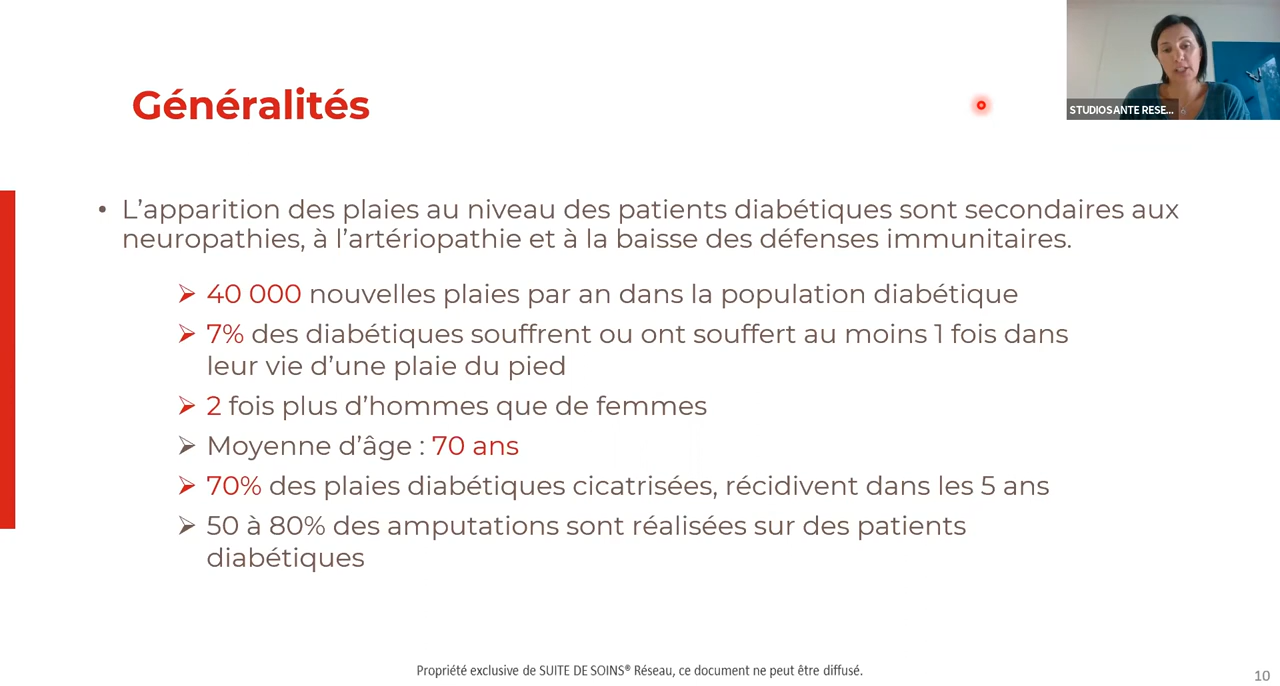 STUDIOSANTE RESE...
Généralités
• L’apparition des plaies au niveau des patients diabétiques sont secondaires aux
neuropathies, à l’artériopathie et à la baisse des défenses immunitaires.
➢ 40 000 nouvelles plaies par an dans la population diabétique
➢ 7% des diabétiques souffrent ou ont souffert au moins 1 fois dans
leur vie d’une plaie du pied
➢ 2 fois plus d’hommes que de femmes
➢ Moyenne d’âge : 70 ans
➢ 70% des plaies diabétiques cicatrisées, récidivent dans les 5 ans
➢ 50 à 80% des amputations sont réalisées sur des patients
diabétiques
Propriété exclusive de SUITE DE SOINS® Réseau, ce document ne peut être diffusé.
10